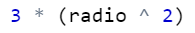 3 * (radio ^ 2)